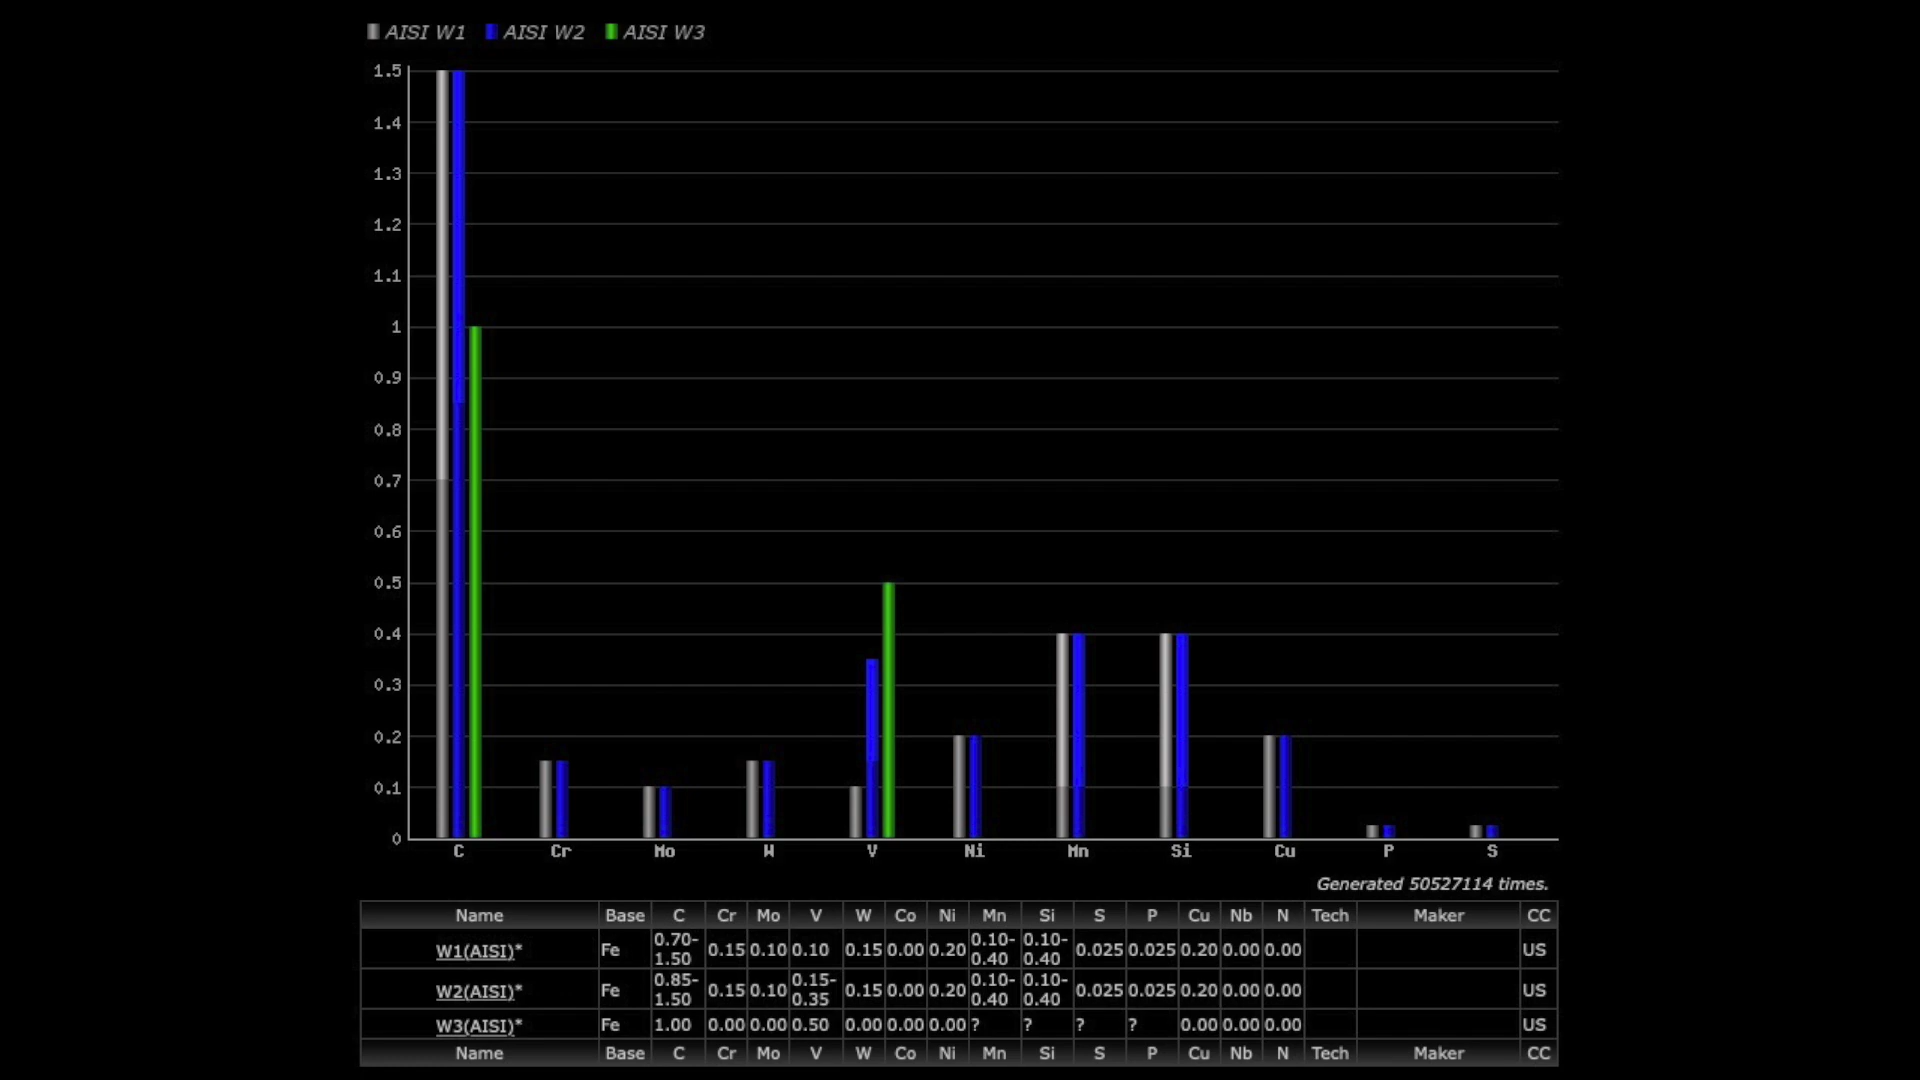 AISI W1 AISI W2 AISI W3
1.5
1.4
1.3
1.2
1.1
1
0.9
0.8
0.7
0.6
0.5
0.4
0.3
0.2
0.1
0
C Cr Mo W V Ni Mn Si Cu P S
Generated 50527114 times.
Name Base C Cr Mo V W Co Ni Mn Si S P Cu Nb N Tech Maker CC
W1(AISI)* Fe 0.70-1.50 0.15 0.10 0.10 0.15 0.00 0.20 0.10-0.40 0.10-0.40 0.025 0.025 0.20 0.00 0.00 US
W2(AISI)* Fe 0.85-1.50 0.15 0.10 0.15-0.35 0.15 0.00 0.20 0.10-0.40 0.10-0.40 0.025 0.025 0.20 0.00 0.00 US
W3(AISI)* Fe 1.00 0.00 0.00 0.50 0.00 0.00 0.00 ? ? ? ? 0.00 0.00 0.00 US
Name Base C Cr Mo V W Co Ni Mn Si S P Cu Nb N Tech Maker CC